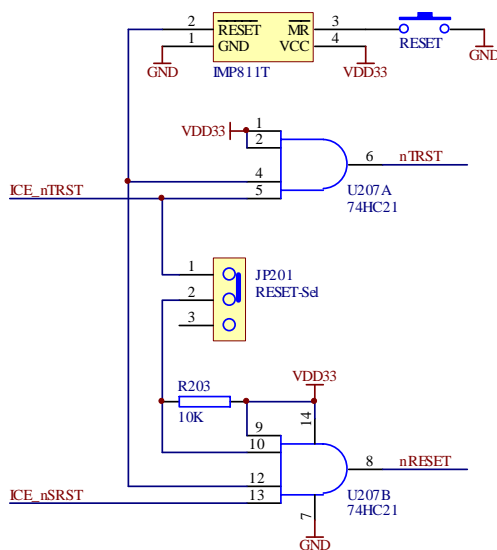 2 RESET MR 3
1 GND VCC 4
RESET
GND IMP811T VDD33 GND
VDD33 1
2
6 nTRST
4
ICE_nTRST 5 U207A
74HC21
1 JP201
2 RESET-Sel
3
VDD33
R203
10K 14
9
10
8 nRESET
12
ICE_nSRST 13 U207B
7 74HC21
GND